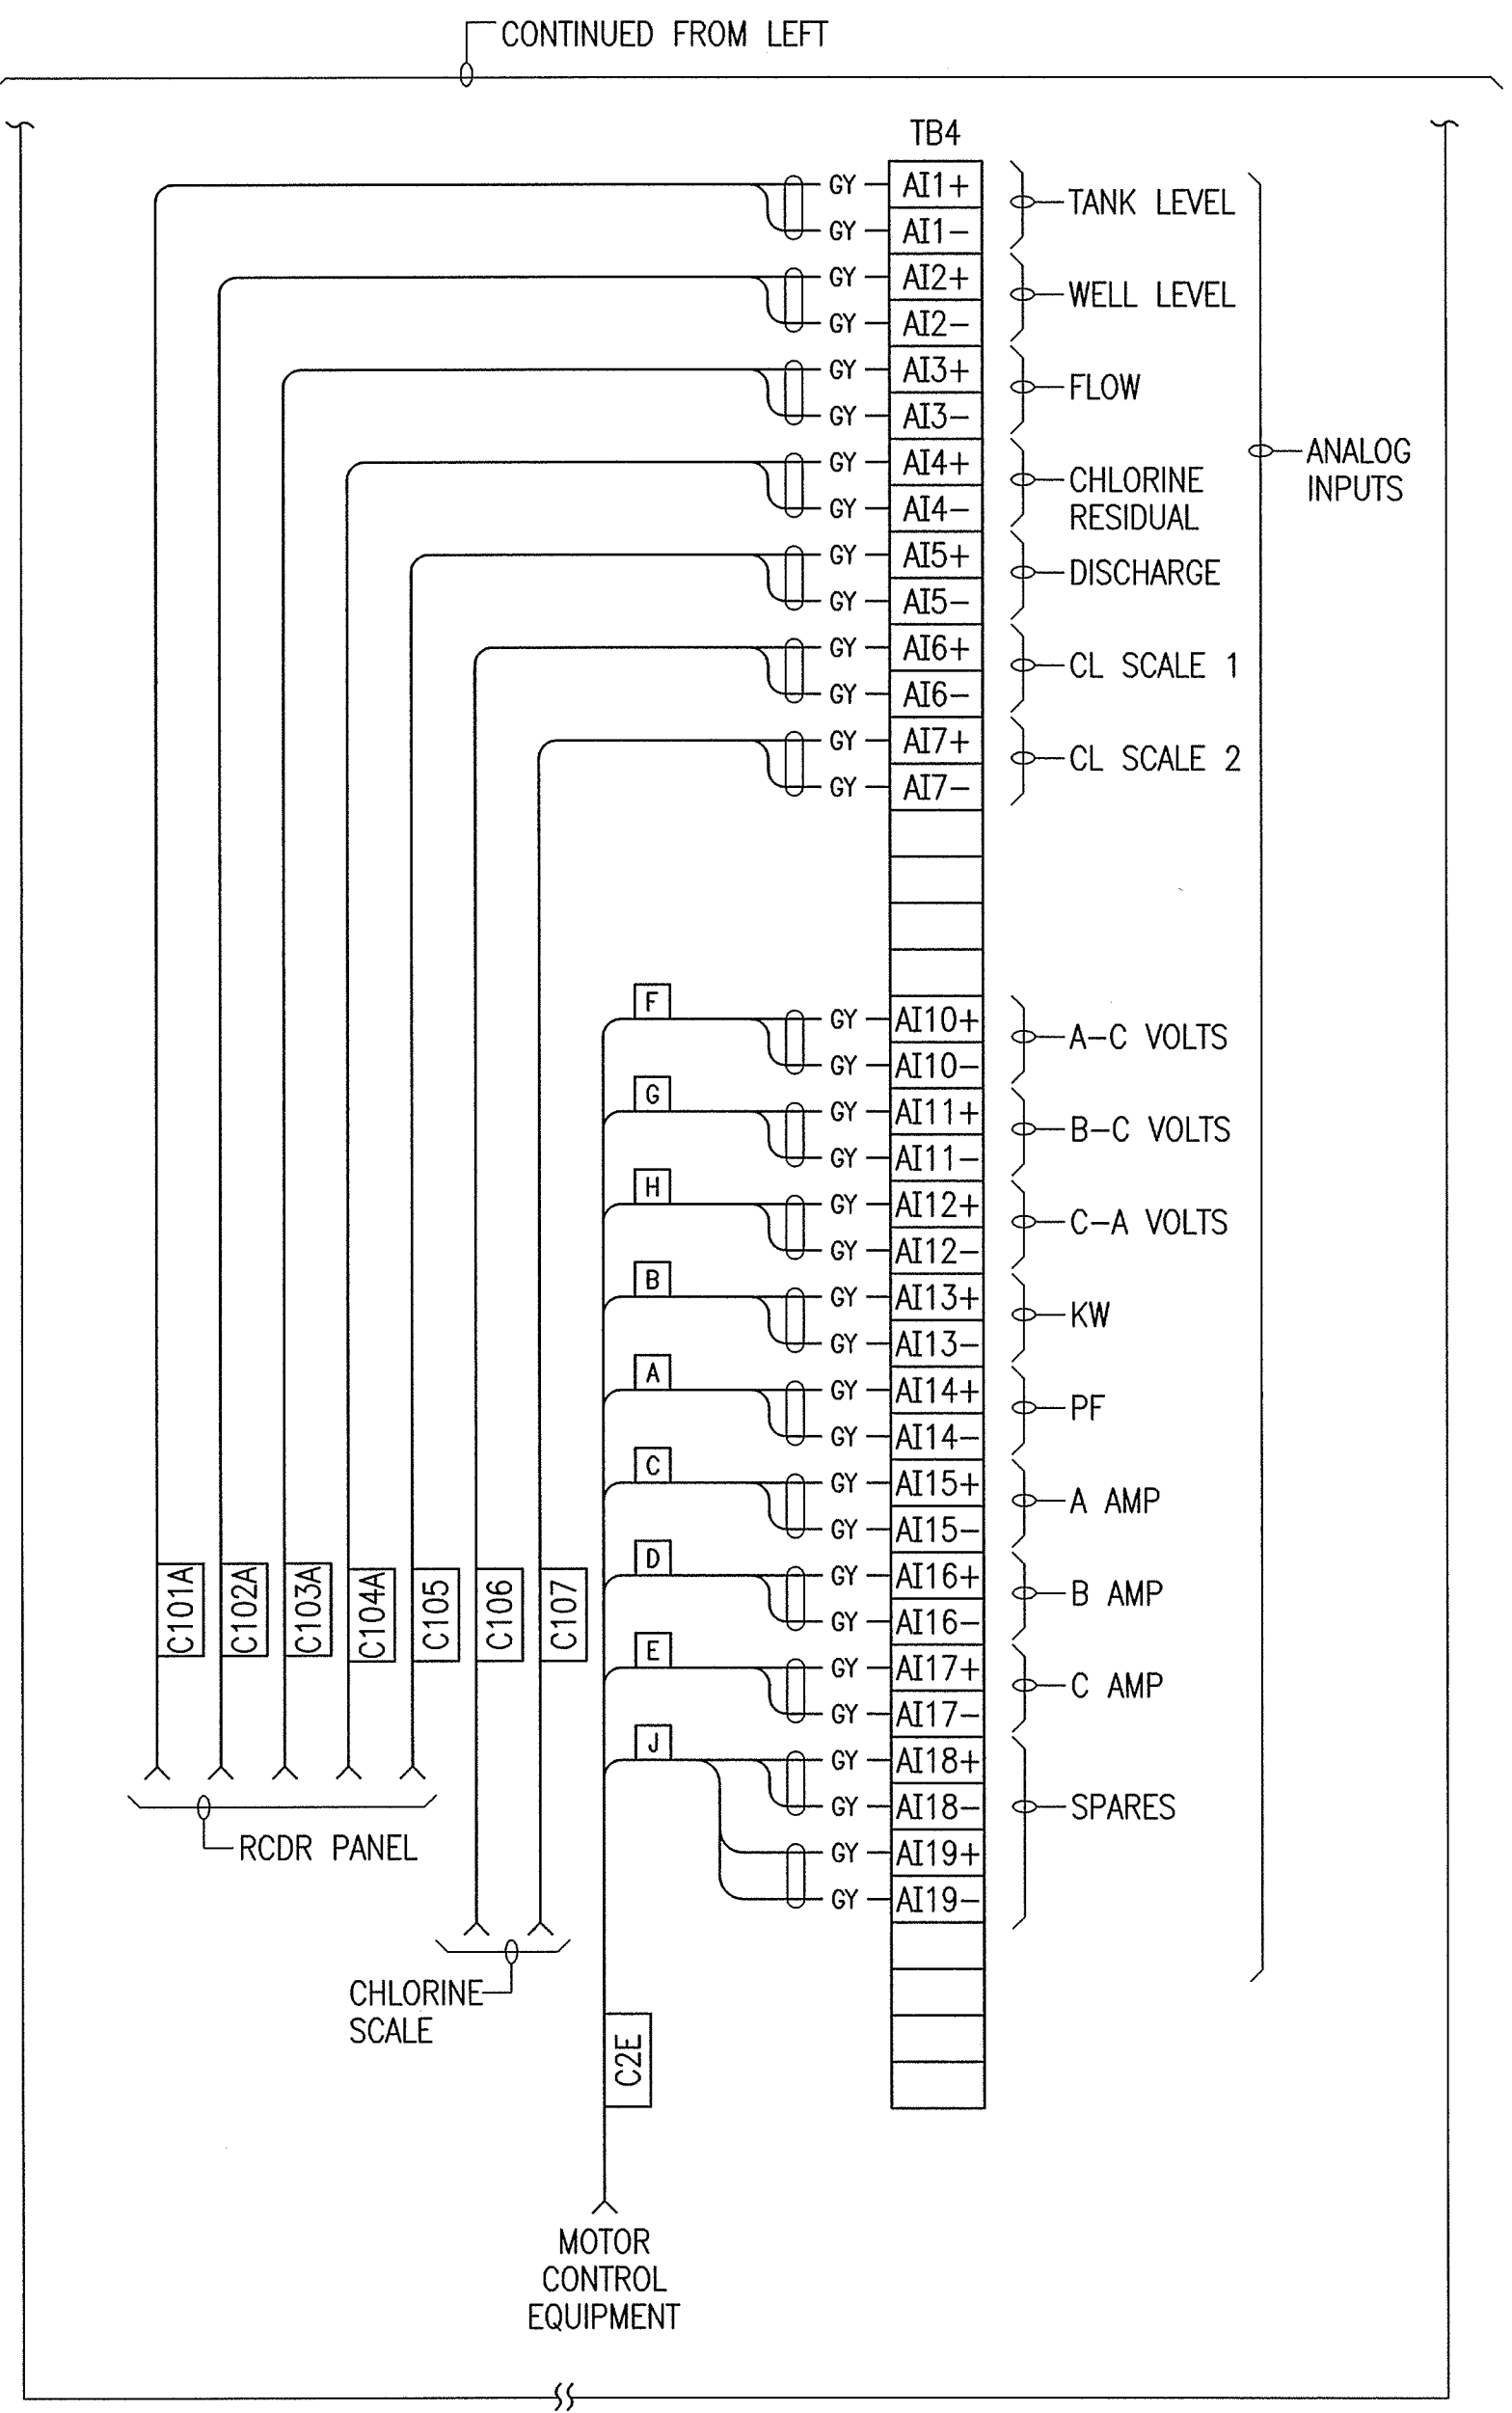 CONTINUED FROM LEFT
TB4
GY AI1+
GY AI1-
TANK LEVEL
GY AI2+
GY AI2-
WELL LEVEL
GY AI3+
GY AI3-
FLOW
GY AI4+
GY AI4-
CHLORINE
RESIDUAL
GY AI5+
GY AI5-
DISCHARGE
GY AI6+
GY AI6-
CL SCALE 1
GY AI7+
GY AI7-
CL SCALE 2
ANALOG
INPUTS
F
GY AI10+
GY AI10-
A-C VOLTS
G
GY AI11+
GY AI11-
B-C VOLTS
H
GY AI12+
GY AI12-
C-A VOLTS
B
GY AI13+
GY AI13-
KW
A
GY AI14+
GY AI14-
PF
C
GY AI15+
GY AI15-
A AMP
D
GY AI16+
GY AI16-
B AMP
E
GY AI17+
GY AI17-
C AMP
J
GY AI18+
GY AI18-
GY AI19+
GY AI19-
SPARES
C101A
C102A
C103A
C104A
C105
C106
C107
RCDR PANEL
CHLORINE
SCALE
C2E
MOTOR
CONTROL
EQUIPMENT